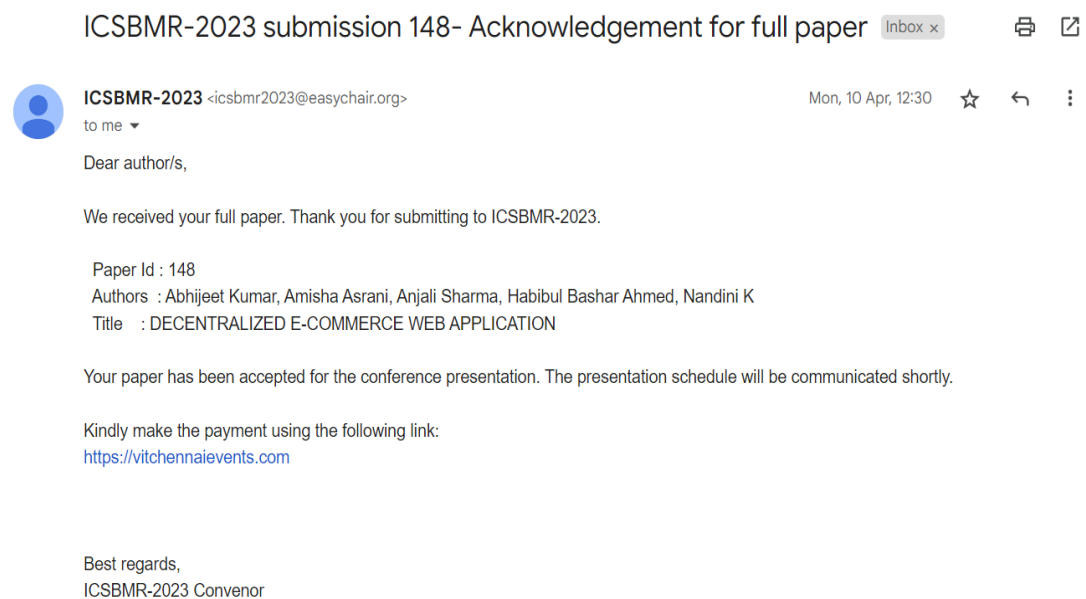 ICSBMR-2023 submission 148- Acknowledgement for full paper Inbox ×
ICSBMR-2023 <icsbmr2023@easychair.org> Mon, 10 Apr, 12:30
to me
Dear author/s,
We received your full paper. Thank you for submitting to ICSBMR-2023.
Paper Id : 148
Authors : Abhijeet Kumar, Amisha Asrani, Anjali Sharma, Habibul Bashar Ahmed, Nandini K
Title : DECENTRALIZED E-COMMERCE WEB APPLICATION
Your paper has been accepted for the conference presentation. The presentation schedule will be communicated shortly.
Kindly make the payment using the following link:
https://vitchennaievents.com
Best regards,
ICSBMR-2023 Convenor